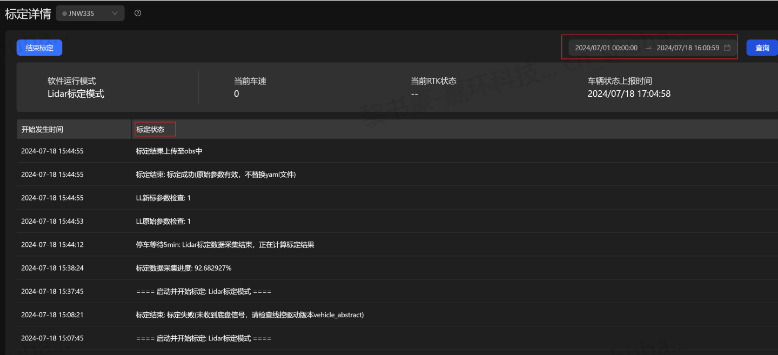 标定详情 JNW335
结束标定 2024/07/01 00:00:00 → 2024/07/18 16:00:59 查询
软件运行模式 当前车速 当前RTK状态 车辆状态上报时间
Lidar标定模式 0 -- 2024/07/18 17:04:58
开始发生时间 标定状态
2024-07-18 15:44:55 标定结果上传至obs中
2024-07-18 15:44:55 标定结束: 标定成功(原始参数有效，不替换yaml文件)
2024-07-18 15:44:55 LL新标参数检查: 1
2024-07-18 15:44:53 LL原始参数检查: 1
2024-07-18 15:44:12 停车等待5min: Lidar标定数据采集结束，正在计算标定结果
2024-07-18 15:38:24 标定数据采集进度: 92.682927%
2024-07-18 15:37:45 ==== 启动并开始标定: Lidar标定模式 ====
2024-07-18 15:08:21 标定结束: 标定失败(未收到底盘信号，请检查线控驱动版本vehicle_abstract)
2024-07-18 15:07:45 ==== 启动并开始标定: Lidar标定模式 ====